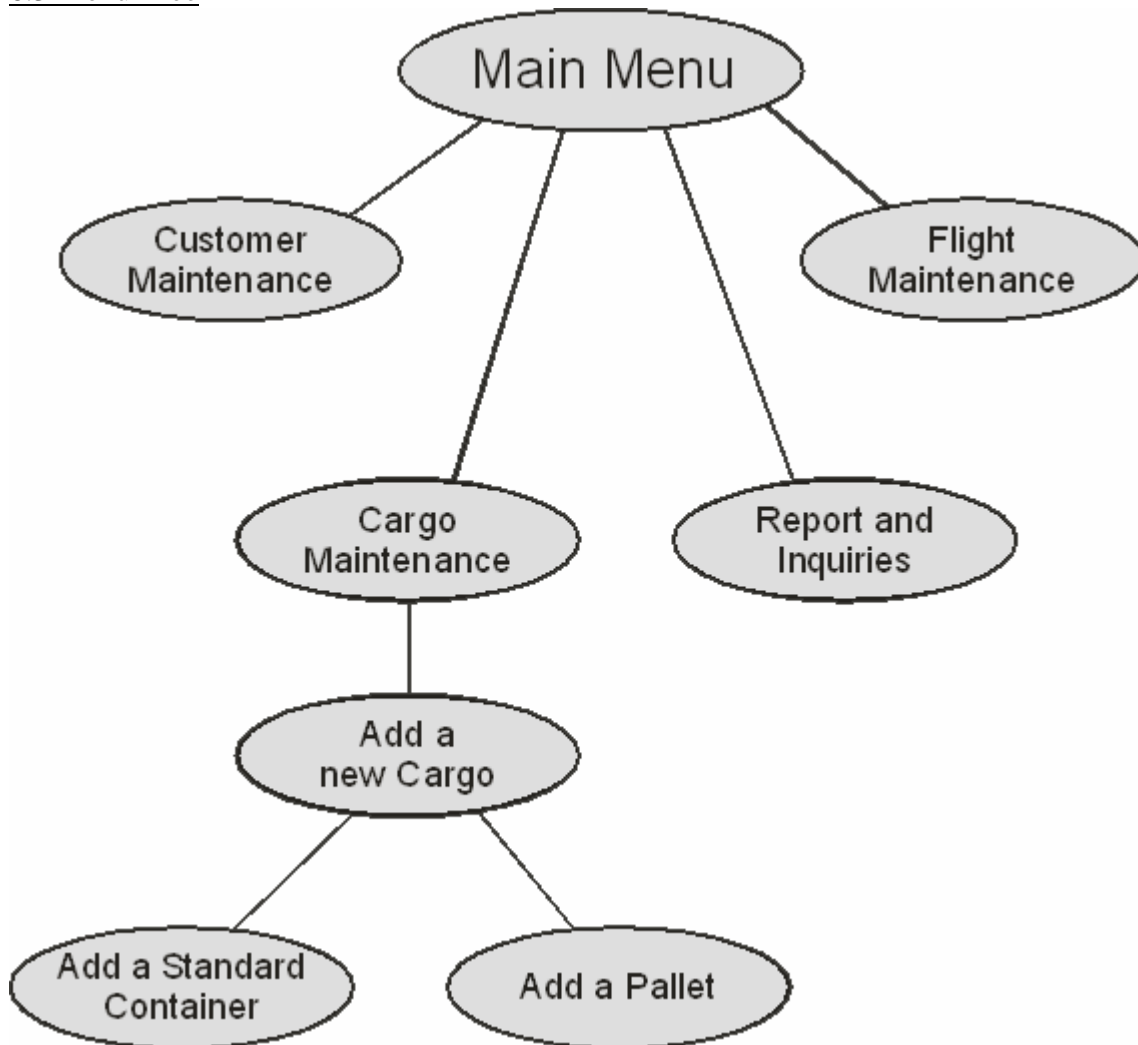 Main Menu
Customer
Maintenance
Flight
Maintenance
Cargo
Maintenance
Report and
Inquiries
Add a
new Cargo
Add a Standard
Container
Add a Pallet